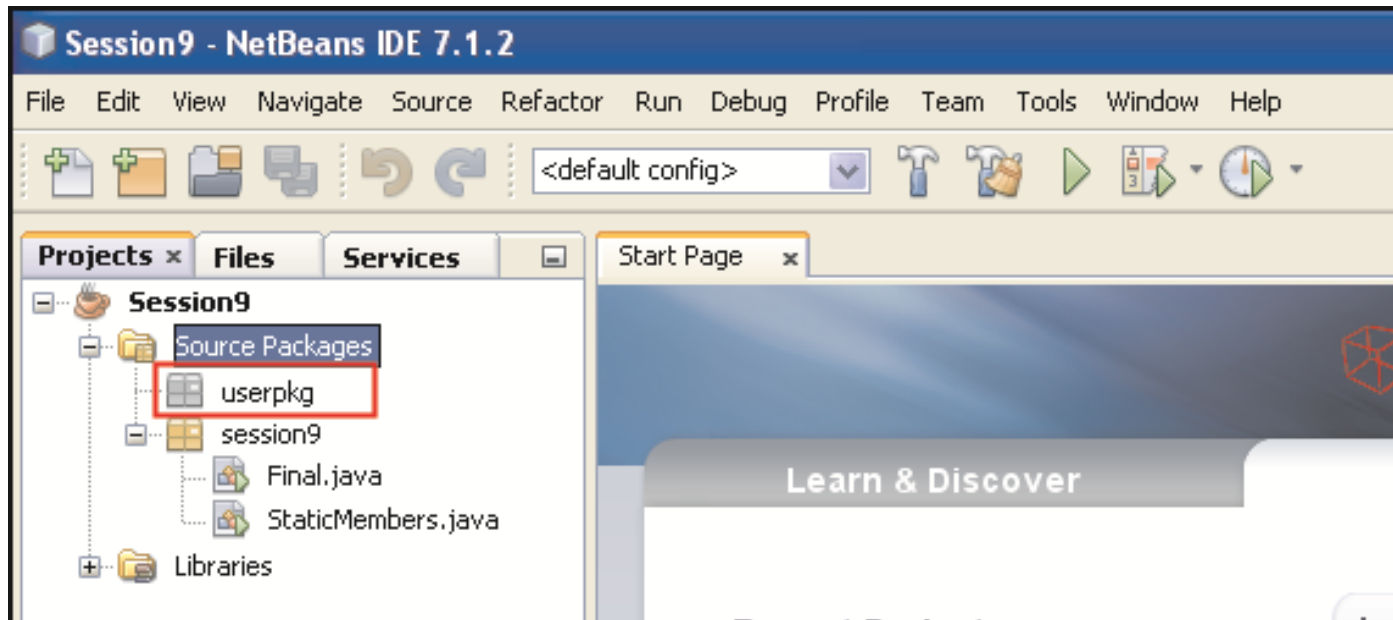 Session9 - NetBeans IDE 7.1.2
File Edit View Navigate Source Refactor Run Debug Profile Team Tools Window Help
<default config>
Projects Files Services Start Page
Session9
Source Packages
userpkg
session9
Final.java
StaticMembers.java
Libraries
Learn & Discover